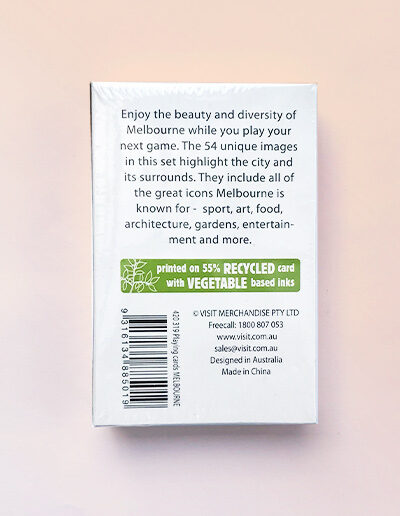 Enjoy the beauty and diversity of
Melbourne while you play your
next game. The 54 unique images
in this set highlight the city and
its surrounds. They include all of
the great icons Melbourne is
known for - sport, art, food,
architecture, gardens, entertain-
ment and more.
printed on 55% RECYCLED card
with VEGETABLE based inks
9 316134 885019
420 319 Playing cards MELBOURNE
© VISIT MERCHANDISE PTY LTD
Freecall: 1800 807 053
www.visit.com.au
sales@visit.com.au
Designed in Australia
Made in China